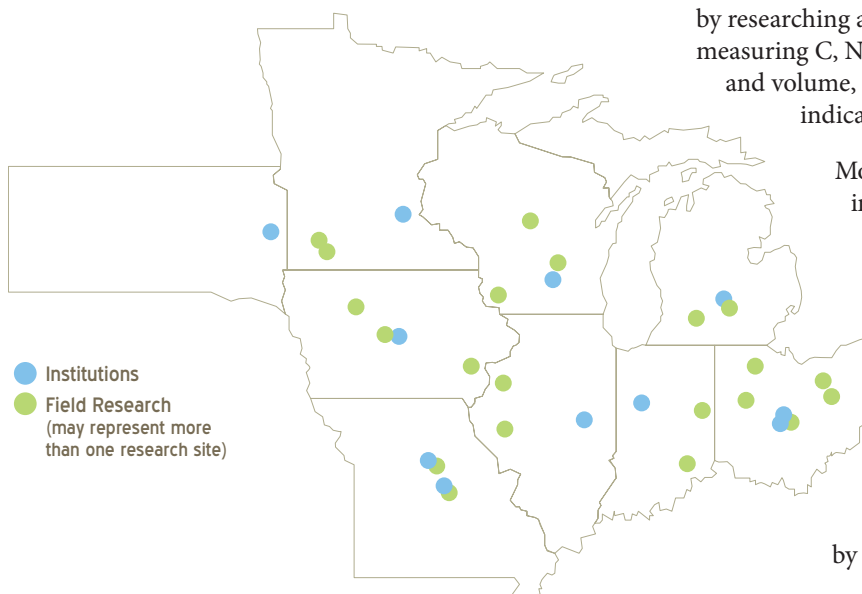 by researching a
measuring C, N
and volume,
indica
Mo
in
Institutions
Field Research
(may represent more
than one research site)
by